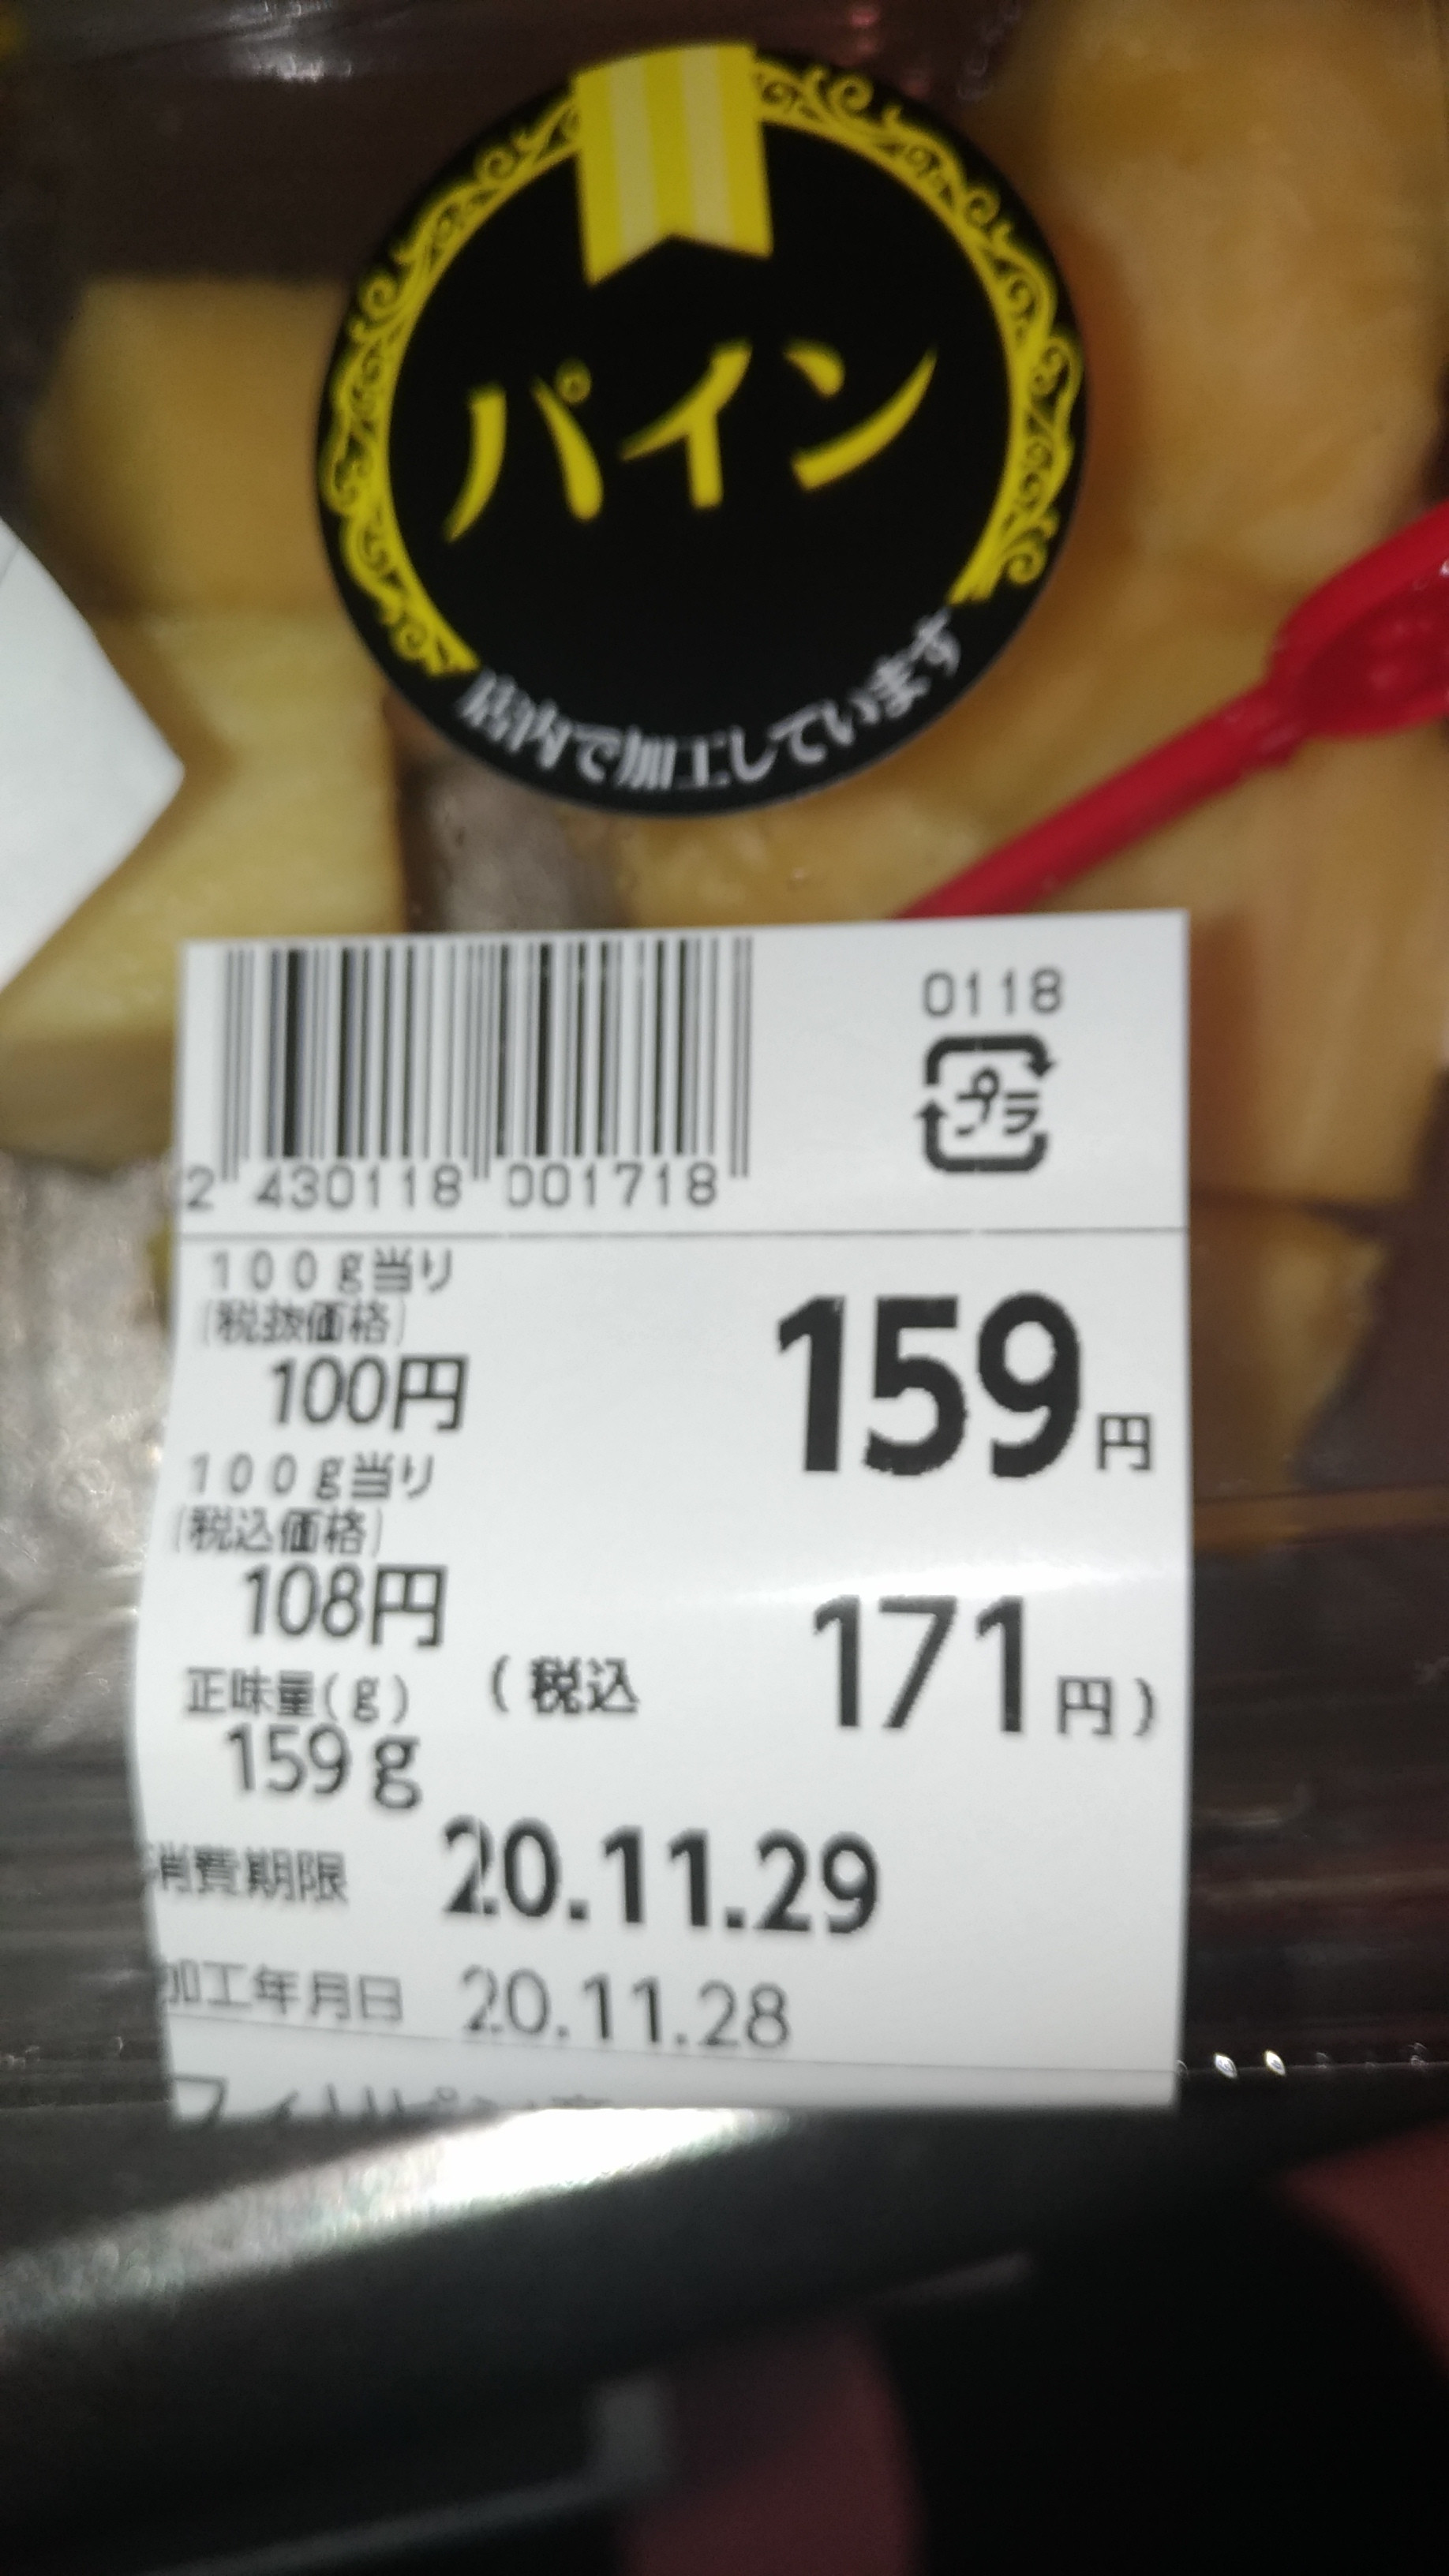 パイン
店内で加工しています
0118
プラ
2 430118 001718
100g当り
(税抜価格)
100円
159円
100g当り
(税込価格)
108円
(税込 171円)
正味量(g)
159g
消費期限 20.11.29
加工年月日 20.11.28